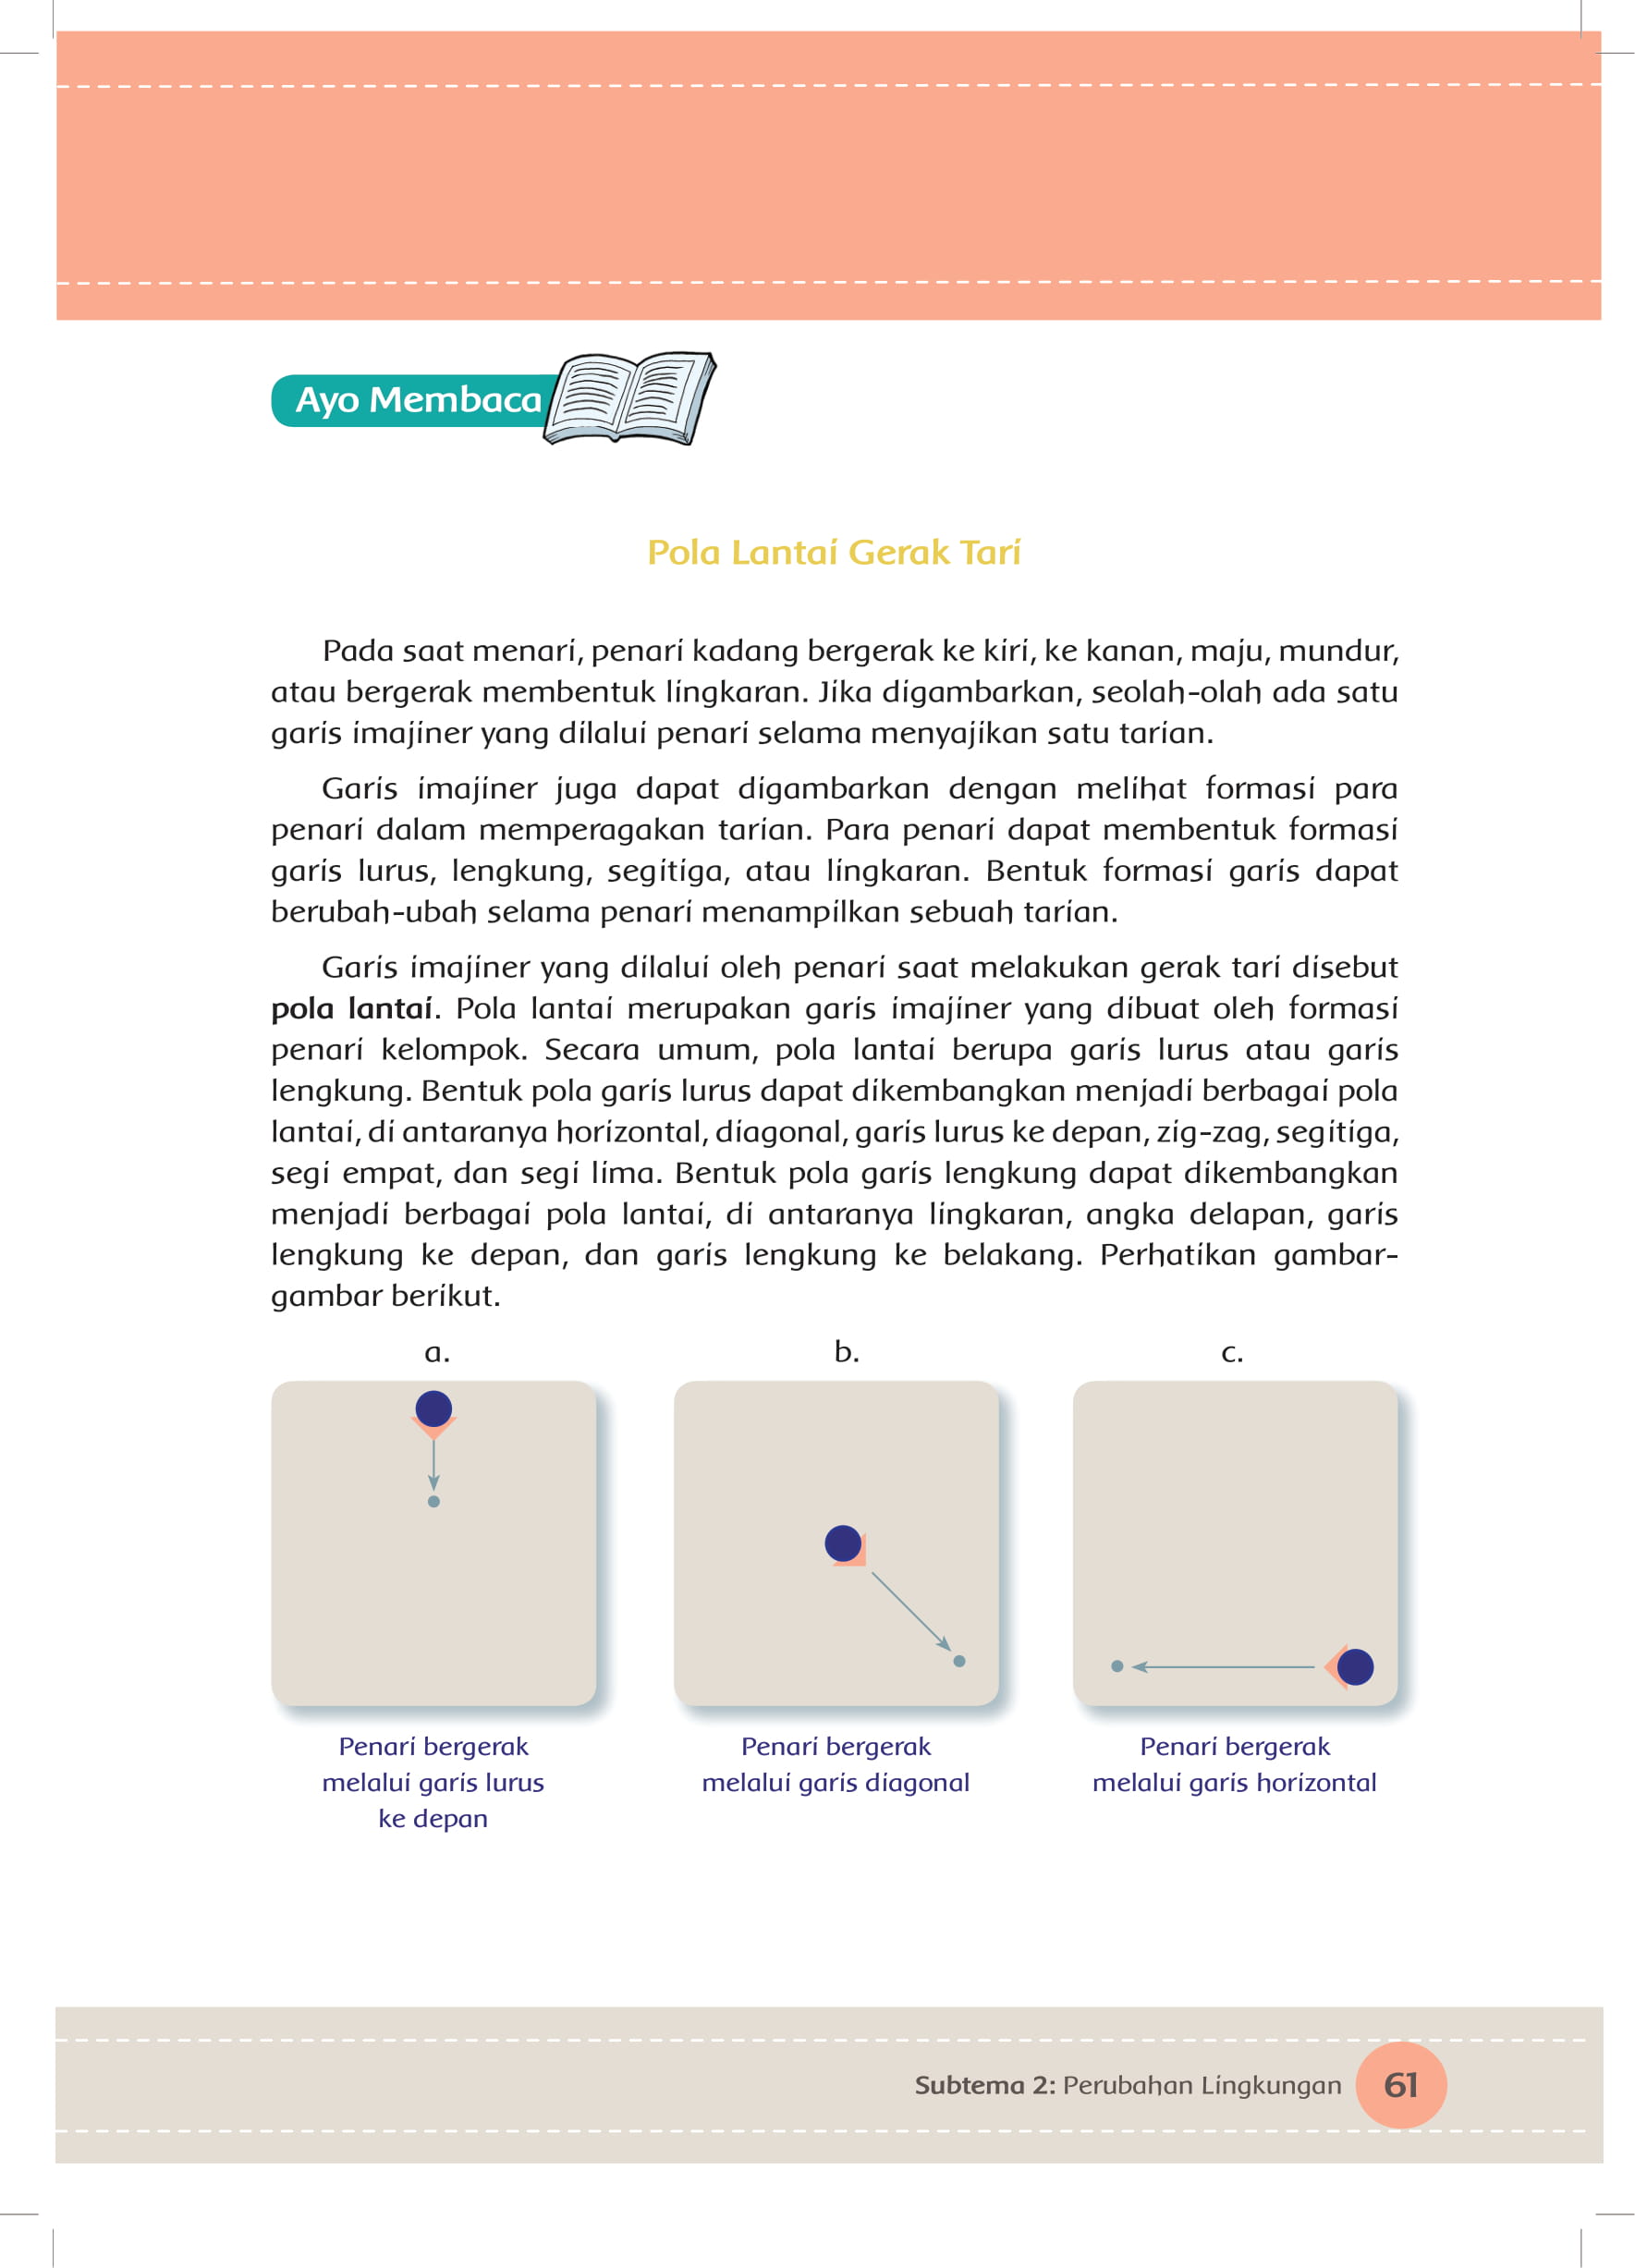 Ayo Membaca
Pola Lantai Gerak Tari
Pada saat menari, penari kadang bergerak ke kiri, ke kanan, maju, mundur,
atau bergerak membentuk lingkaran. Jika digambarkan, seolah-olah ada satu
garis imajiner yang dilalui penari selama menyajikan satu tarian.
Garis imajiner juga dapat digambarkan dengan melihat formasi para
penari dalam memperagakan tarian. Para penari dapat membentuk formasi
garis lurus, lengkung, segitiga, atau lingkaran. Bentuk formasi garis dapat
berubah-ubah selama penari menampilkan sebuah tarian.
Garis imajiner yang dilalui oleh penari saat melakukan gerak tari disebut
pola lantai. Pola lantai merupakan garis imajiner yang dibuat oleh formasi
penari kelompok. Secara umum, pola lantai berupa garis lurus atau garis
lengkung. Bentuk pola garis lurus dapat dikembangkan menjadi berbagai pola
lantai, di antaranya horizontal, diagonal, garis lurus ke depan, zig-zag, segitiga,
segi empat, dan segi lima. Bentuk pola garis lengkung dapat dikembangkan
menjadi berbagai pola lantai, di antaranya lingkaran, angka delapan, garis
lengkung ke depan, dan garis lengkung ke belakang. Perhatikan gambar-
gambar berikut.
a.
b.
c.
Penari bergerak
melalui garis lurus
ke depan
Penari bergerak
melalui garis diagonal
Penari bergerak
melalui garis horizontal
Subtema 2: Perubahan Lingkungan
61